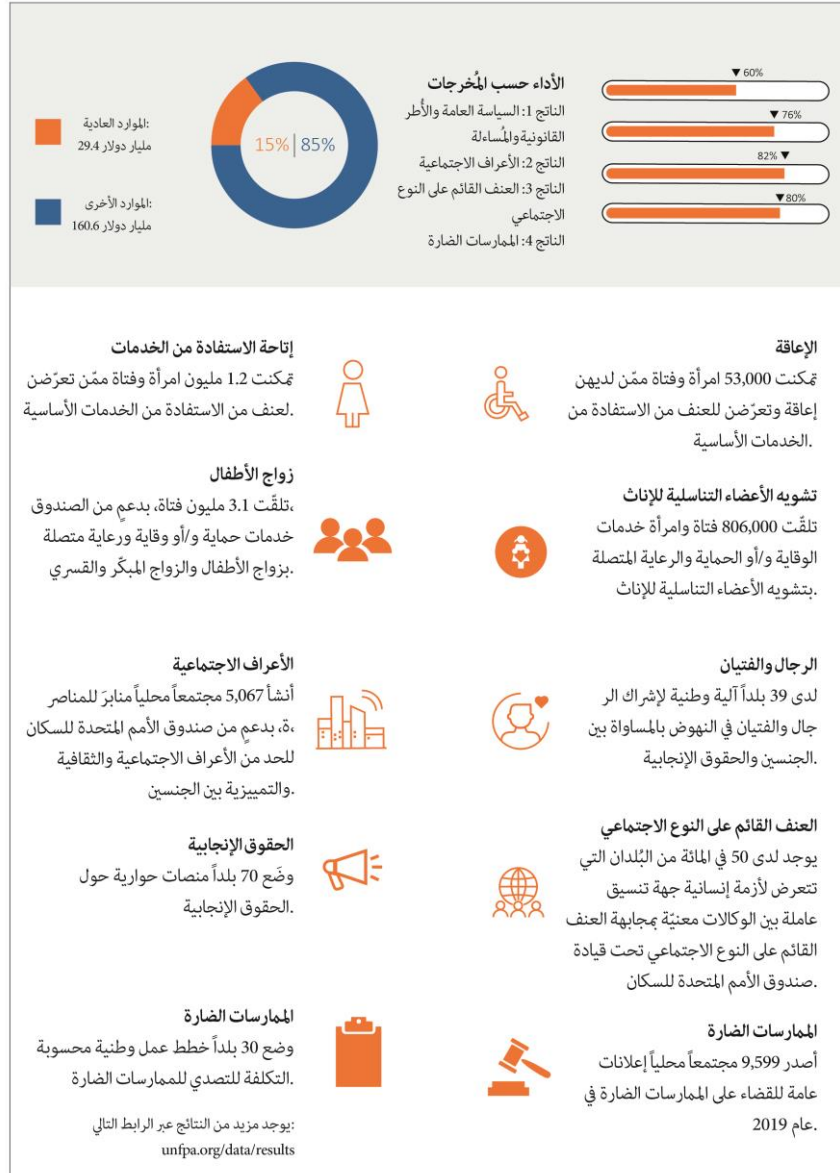 60%
76%
82%
80%
الأداء حسب المُخرجات
الناتج 1: السياسة العامة والأُطر
القانونية والمُساءلة
الناتج 2: الأعراف الاجتماعية
الناتج 3: العنف القائم على النوع
الاجتماعي
الناتج 4: الممارسات الضارة
15% | 85%
:الموارد العادية
مليار دولار 29.4
:الموارد الأخرى
مليار دولار 160.6
الإعاقة
تمكنت 53,000 امرأة وفتاة ممّن لديهن
إعاقة وتعرّضن للعنف من الاستفادة من
.الخدمات الأساسية
تشويه الأعضاء التناسلية للإناث
تلقّت 806,000 فتاة وامرأة خدمات
الوقاية و/أو الحماية والرعاية المتصلة
.بتشويه الأعضاء التناسلية للإناث
الرجال والفتيان
لدى 39 بلداً آلية وطنية لإشراك الر
جال والفتيان في النهوض بالمساواة بين
.الجنسين والحقوق الإنجابية
العنف القائم على النوع الاجتماعي
يوجد لدى 50 في المائة من البُلدان التي
تتعرض لأزمة إنسانية جهة تنسيق
عاملة بين الوكالات معنيّة بمجابهة العنف
القائم على النوع الاجتماعي تحت قيادة
.صندوق الأمم المتحدة للسكان
الممارسات الضارة
أصدر 9,599 مجتمعاً محلياً إعلانات
عامة للقضاء على الممارسات الضارة في
.عام 2019
إتاحة الاستفادة من الخدمات
تمكنت 1.2 مليون امرأة وفتاة ممّن تعرّضن
.لعنف من الاستفادة من الخدمات الأساسية
زواج الأطفال
،تلقّت 3.1 مليون فتاة، بدعمٍ من الصندوق
خدمات حماية و/أو وقاية ورعاية متصلة
.بزواج الأطفال والزواج المبكّر والقسري
الأعراف الاجتماعية
أنشأ 5,067 مجتمعاً محلياً منابرَ للمناصر
،ة، بدعمٍ من صندوق الأمم المتحدة للسكان
للحد من الأعراف الاجتماعية والثقافية
.والتمييزية بين الجنسين
الحقوق الإنجابية
وضَع 70 بلداً منصات حوارية حول
.الحقوق الإنجابية
الممارسات الضارة
وضع 30 بلداً خطط عمل وطنية محسوبة
.التكلفة للتصدي للممارسات الضارة
:يوجد مزيد من النتائج عبر الرابط التالي
unfpa.org/data/results